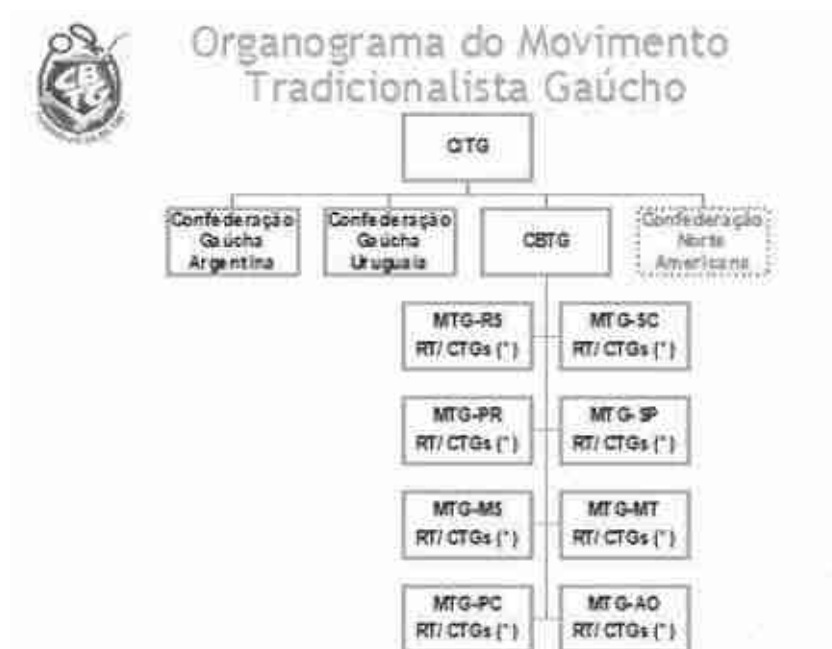 CBTG
Organograma do Movimento
Tradicionalista Gaúcho
CITG
Confederação
Gaúcha
Argentina
Confederação
Gaúcha
Uruguaia
CBTG
Confederação
Norte
Americana
MTG-RS
RT/ CTGs (*)
MTG-SC
RT/ CTGs (*)
MTG-PR
RT/ CTGs (*)
MTG-SP
RT/ CTGs (*)
MTG-MS
RT/ CTGs (*)
MTG-MT
RT/ CTGs (*)
MTG-PC
RT/ CTGs (*)
MTG-AO
RT/ CTGs (*)